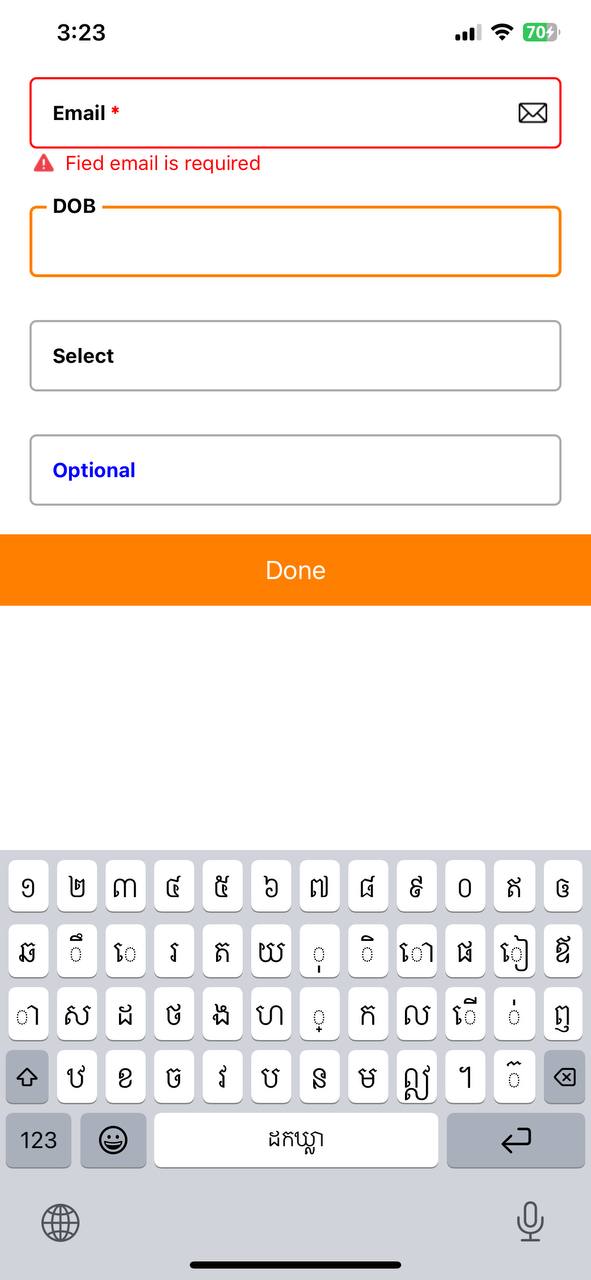 3:23
70
Email *
Fied email is required
DOB
Select
Optional
Done
១ ២ ៣ ៤ ៥ ៦ ៧ ៨ ៩ ០ ឥ ឲ
ឆ ឹ េ រ ត យ ុ ិ ោ ផ ៀ ឪ
ា ស ដ ថ ង ហ ្ ក ល ើ ់ ឮ
ឋ ខ ច វ ប ន ម ឰ ។ ៊
123 ដកឃ្លា